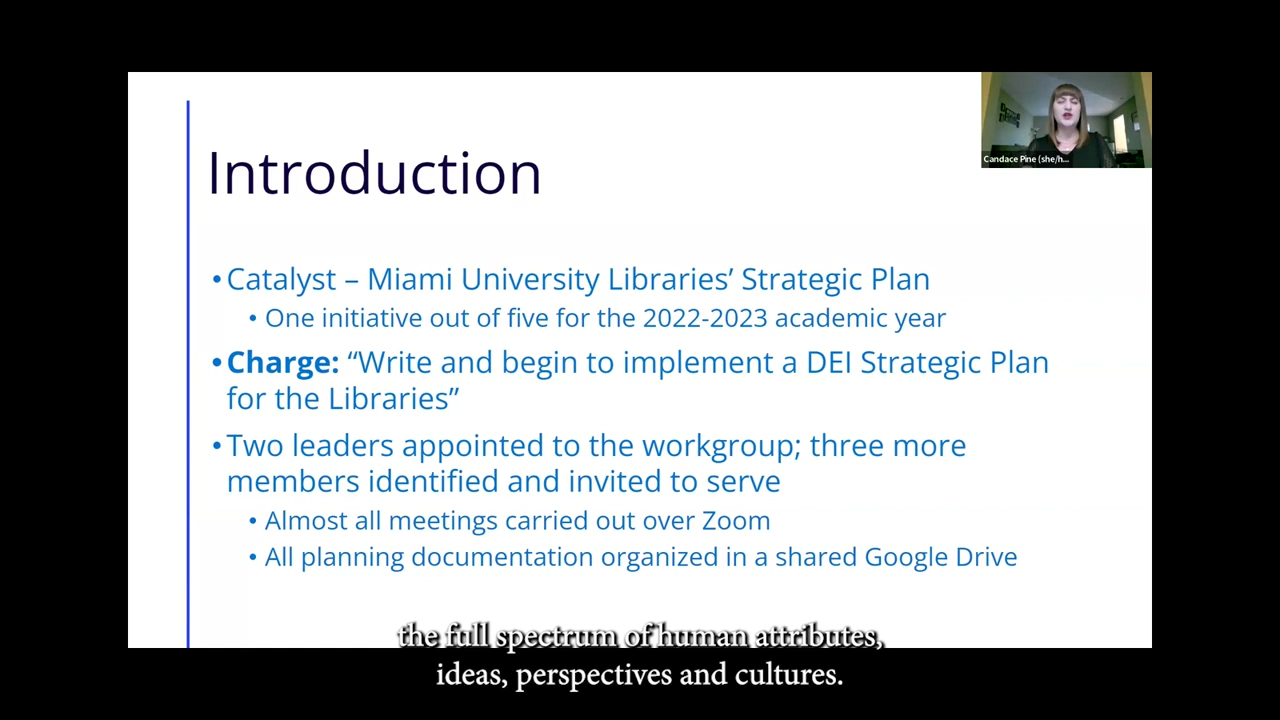 Introduction
Candace Pine (she/h...
• Catalyst – Miami University Libraries’ Strategic Plan
• One initiative out of five for the 2022-2023 academic year
• Charge: “Write and begin to implement a DEI Strategic Plan
for the Libraries”
• Two leaders appointed to the workgroup; three more
members identified and invited to serve
• Almost all meetings carried out over Zoom
• All planning documentation organized in a shared Google Drive
the full spectrum of human attributes,
ideas, perspectives and cultures.